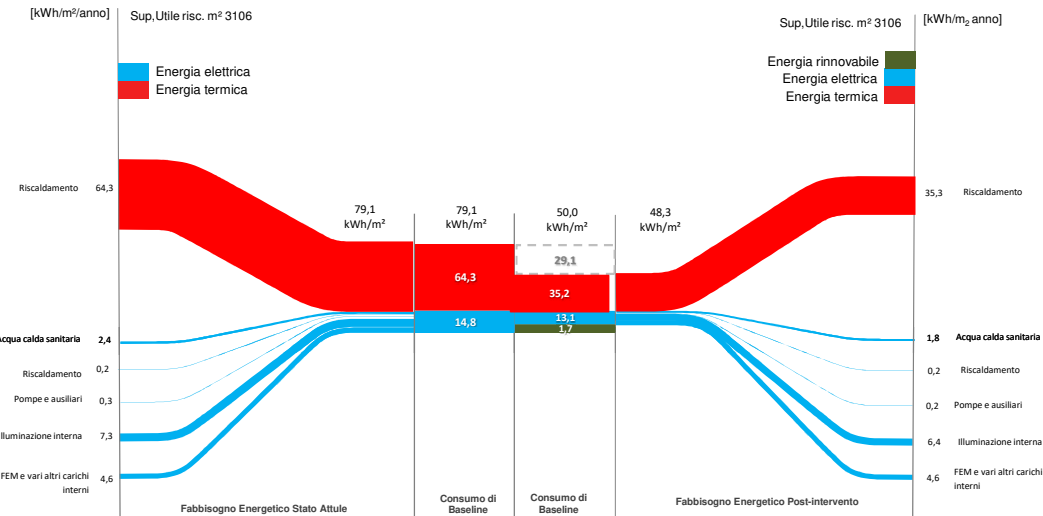 [kWh/m²/anno]
Sup,Utile risc. m² 3106
Sup,Utile risc. m² 3106
[kWh/m₂ anno]
Energia elettrica
Energia termica
Energia rinnovabile
Energia elettrica
Energia termica
Riscaldamento 64,3
79,1
kWh/m²
79,1
kWh/m²
50,0
kWh/m²
48,3
kWh/m²
35,3 Riscaldamento
29,1
64,3
35,2
14,8
13,1
1,7
Acqua calda sanitaria 2,4
Riscaldamento 0,2
Pompe e ausiliari 0,3
Illuminazione interna 7,3
FEM e vari altri carichi
interni
4,6
1,8 Acqua calda sanitaria
0,2 Riscaldamento
0,2 Pompe e ausiliari
6,4 Illuminazione interna
4,6 FEM e vari altri carichi
interni
Fabbisogno Energetico Stato Attule
Consumo di
Baseline
Consumo di
Baseline
Fabbisogno Energetico Post-intervento